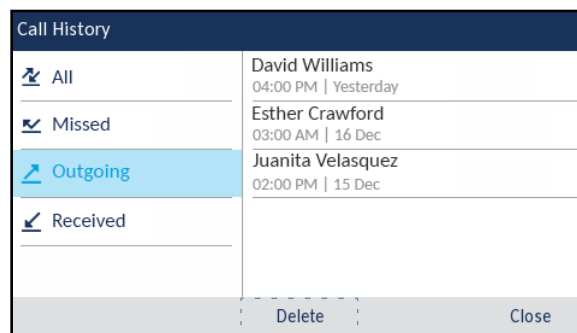 Call History
All
Missed
Outgoing
Received
David Williams
04:00 PM | Yesterday
Esther Crawford
03:00 AM | 16 Dec
Juanita Velasquez
02:00 PM | 15 Dec
Delete
Close